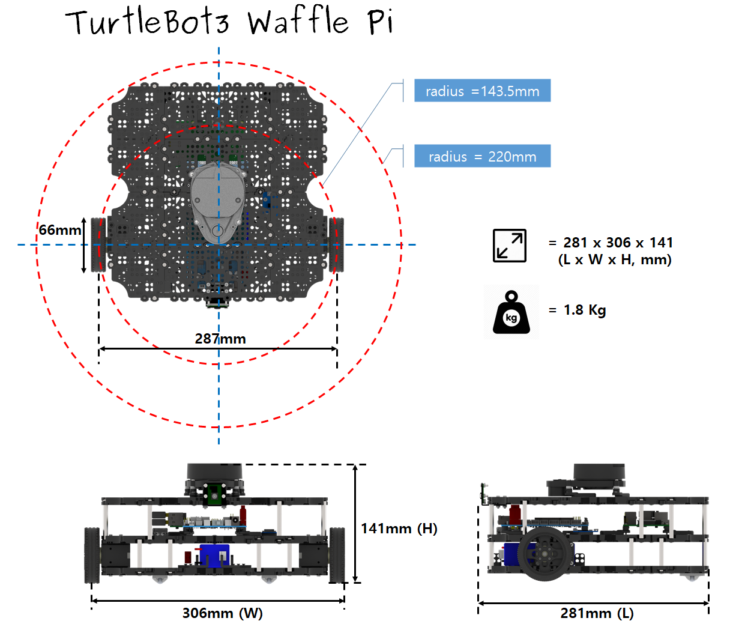 TurtleBot3 Waffle Pi
radius =143.5mm
radius = 220mm
66mm
= 281 x 306 x 141
(L x W x H, mm)
kg
= 1.8 Kg
287mm
141mm (H)
306mm (W)
281mm (L)